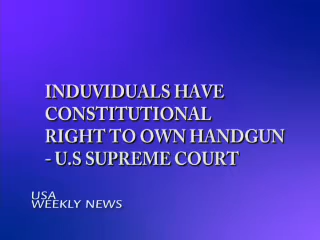 INDUVIDUALS HAVE
CONSTITUTIONAL
RIGHT TO OWN HANDGUN
- U.S SUPREME COURT
USA
WEEKLY NEWS